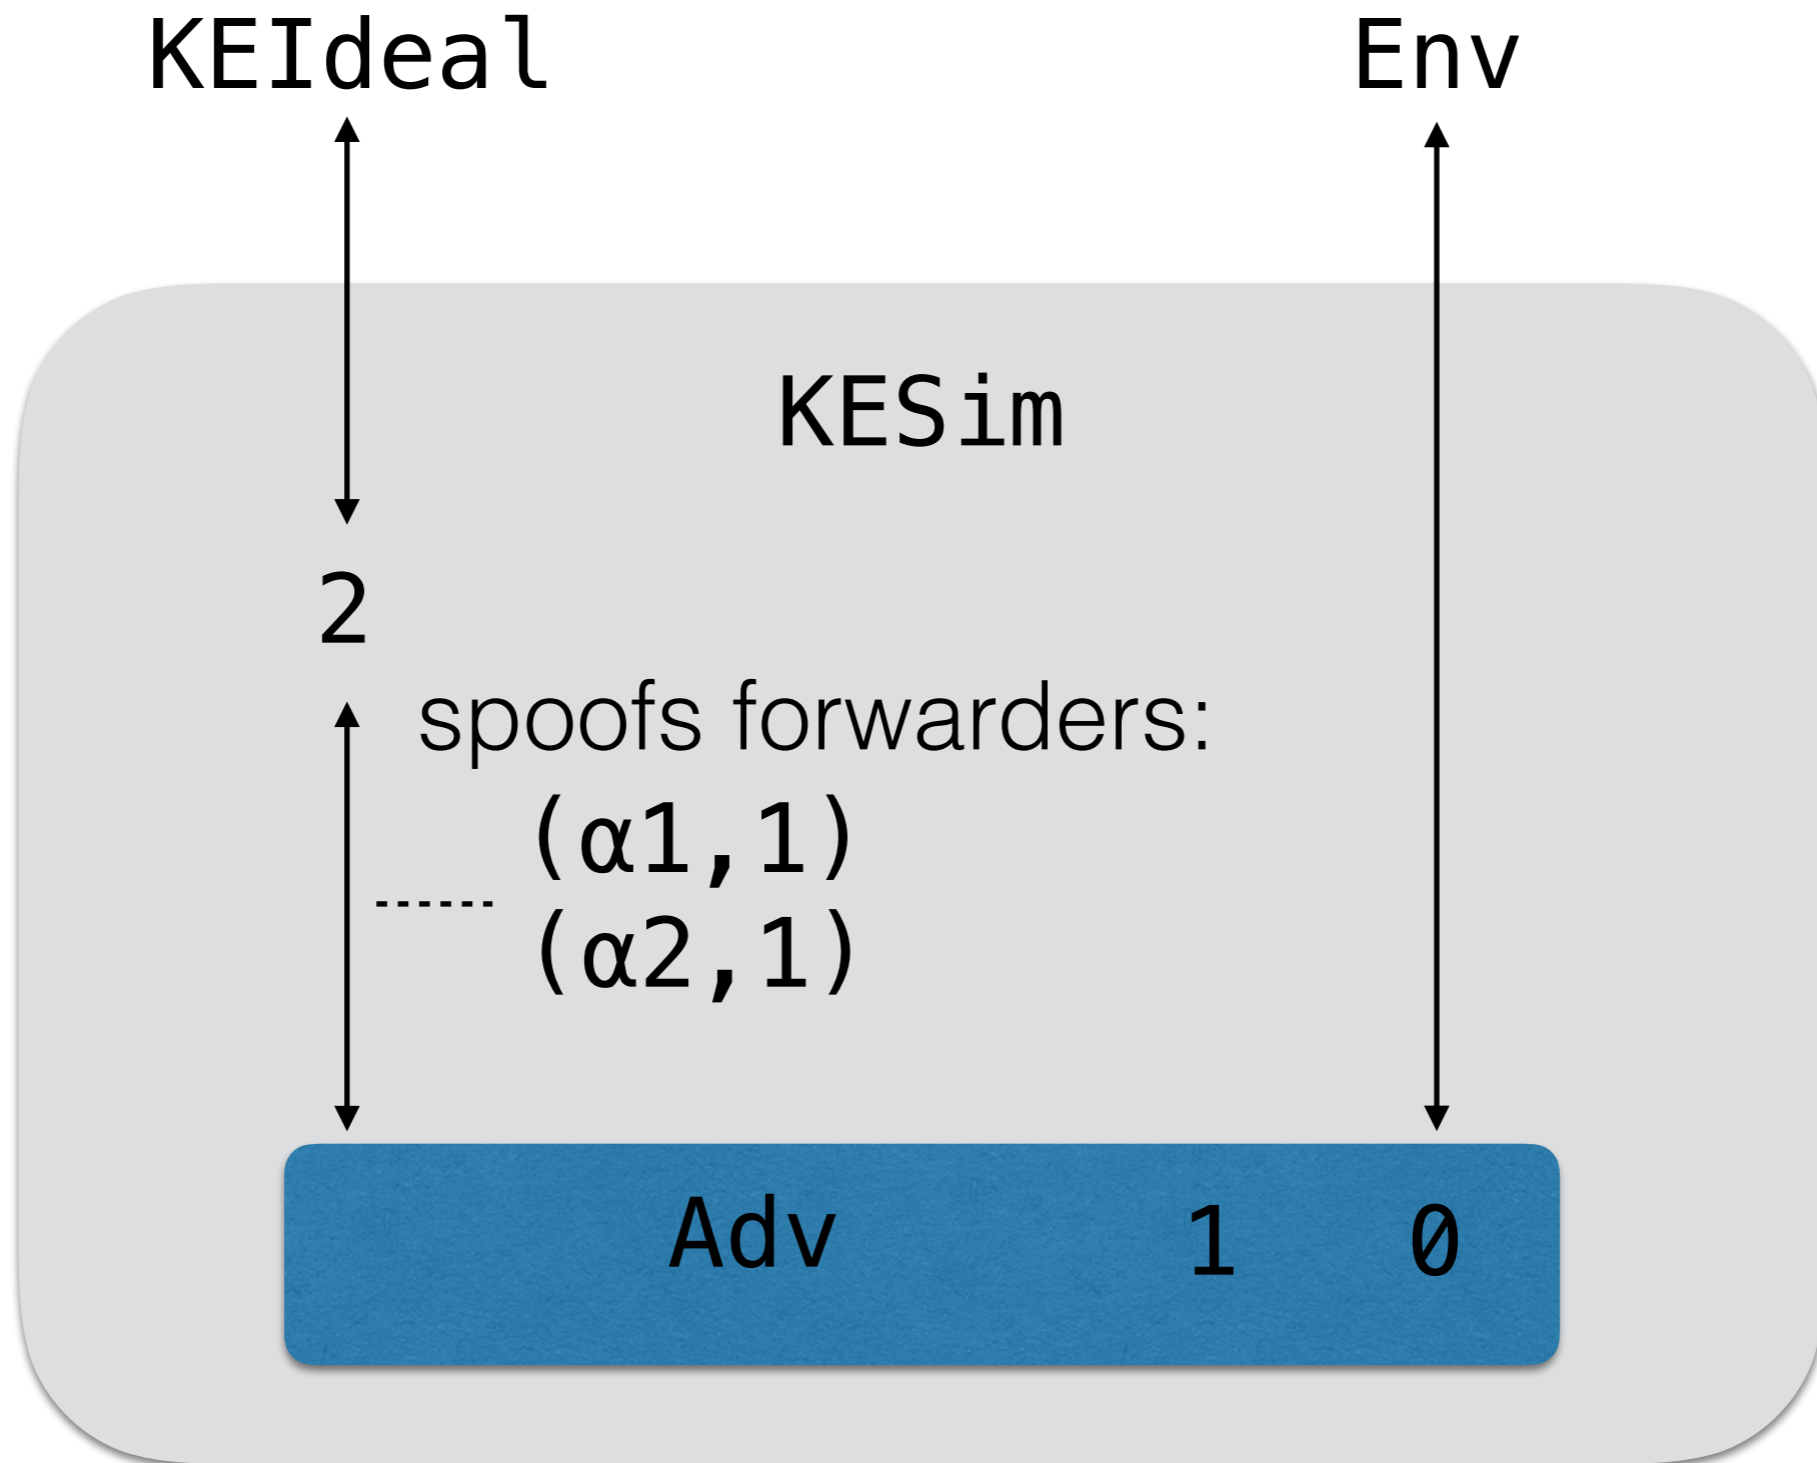 KEIdeal Env
KESim
2
spoofs forwarders:
(α1,1)
(α2,1)
Adv 1 0